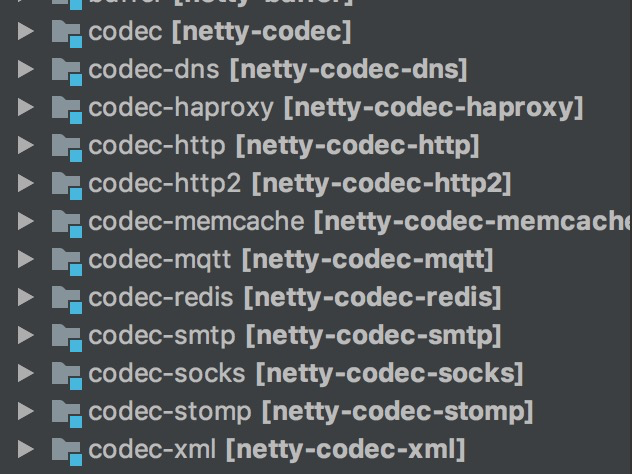 buffer [netty-buffer]
codec [netty-codec]
codec-dns [netty-codec-dns]
codec-haproxy [netty-codec-haproxy]
codec-http [netty-codec-http]
codec-http2 [netty-codec-http2]
codec-memcache [netty-codec-memcache
codec-mqtt [netty-codec-mqtt]
codec-redis [netty-codec-redis]
codec-smtp [netty-codec-smtp]
codec-socks [netty-codec-socks]
codec-stomp [netty-codec-stomp]
codec-xml [netty-codec-xml]